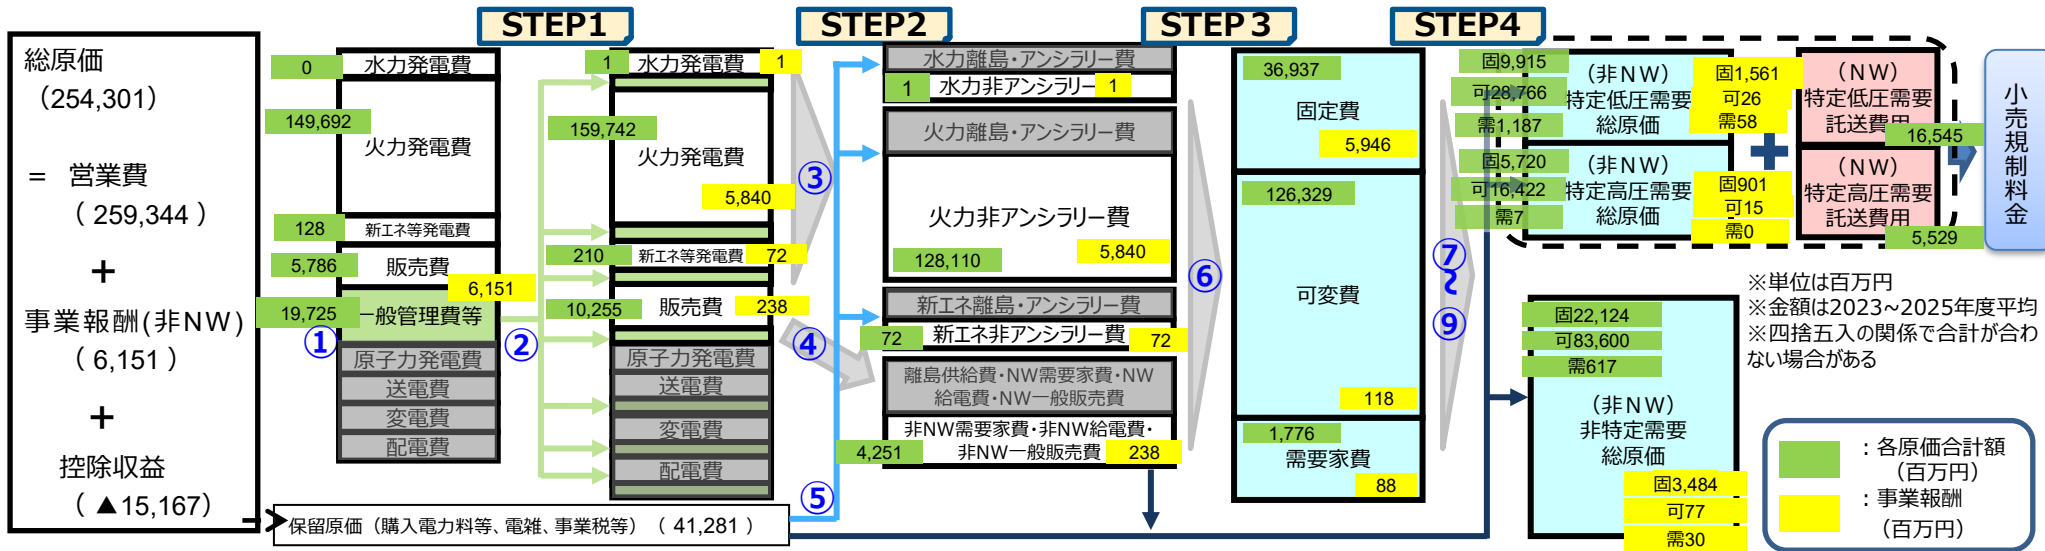 STEP1
STEP2
STEP3
STEP4
総原価
（254,301）
＝ 営業費
（ 259,344 ）
＋
事業報酬(非NW)
（ 6,151 ）
＋
控除収益
（ ▲15,167）
0
水力発電費
149,692
火力発電費
128
新エネ等発電費
5,786
販売費
6,151
19,725
一般管理費等
①
原子力発電費
送電費
変電費
配電費
②
保留原価（購入電力料等、電雑、事業税等）（ 41,281 ）
1
水力発電費
1
159,742
火力発電費
5,840
210
新エネ等発電費
72
10,255
販売費
238
原子力発電費
送電費
変電費
配電費
③
④
⑤
水力離島・アンシラリー費
1
水力非アンシラリー
1
火力離島・アンシラリー費
火力非アンシラリー費
128,110
5,840
新エネ離島・アンシラリー費
72
新エネ非アンシラリー費
72
離島供給費・NW需要家費・NW
給電費・NW一般販売費
非NW需要家費・非NW給電費・
非NW一般販売費
4,251
238
⑥
36,937
固定費
5,946
126,329
可変費
118
1,776
需要家費
88
⑦
～
⑨
固9,915
可28,766
需1,187
（非NW）
特定低圧需要
総原価
固1,561
可26
需58
固5,720
可16,422
需7
（非NW）
特定高圧需要
総原価
固901
可15
需0
（NW）
特定低圧需要
託送費用
16,545
（NW）
特定高圧需要
託送費用
5,529
小売規制料金
固22,124
可83,600
需617
（非NW）
非特定需要
総原価
固3,484
可77
需30
※単位は百万円
※金額は2023~2025年度平均
※四捨五入の関係で合計が合わ
ない場合がある
：各原価合計額
（百万円）
：事業報酬
（百万円）